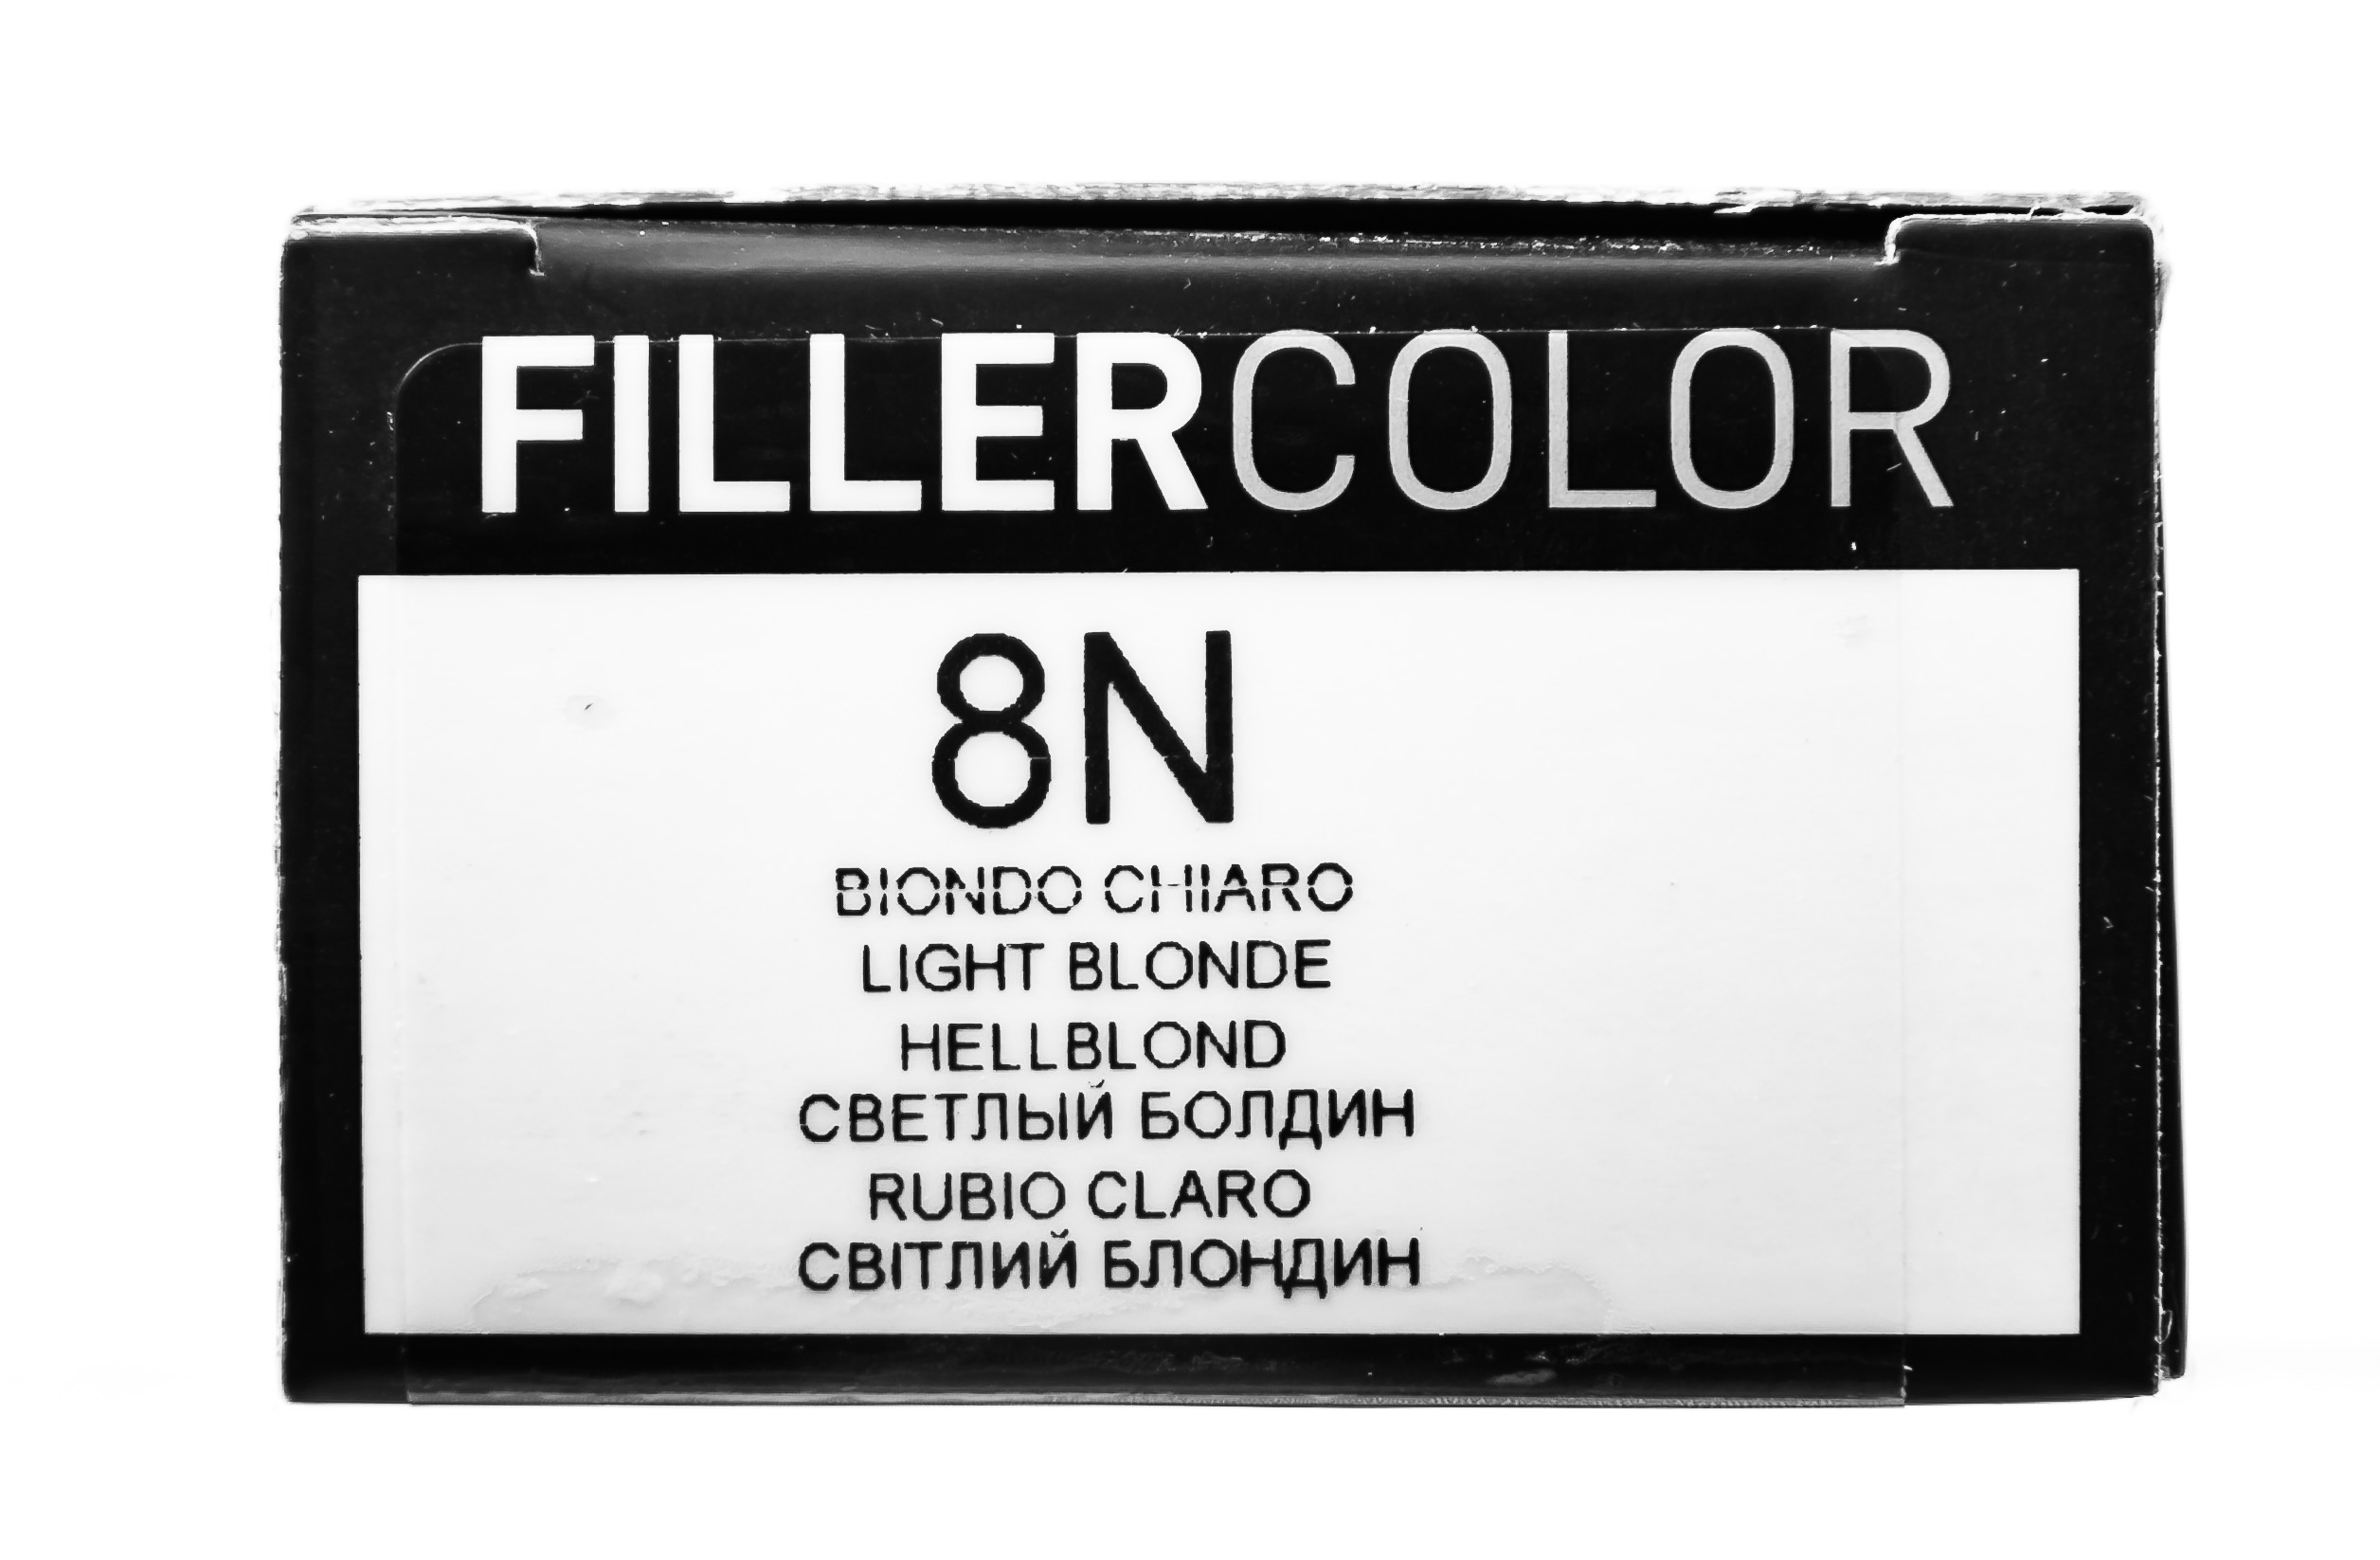 FILLERCOLOR
8N
BIONDO CHIARO
LIGHT BLONDE
HELLBLOND
СВЕТЛЫЙ БОЛДИН
RUBIO CLARO
СВІТЛИЙ БЛОНДИН